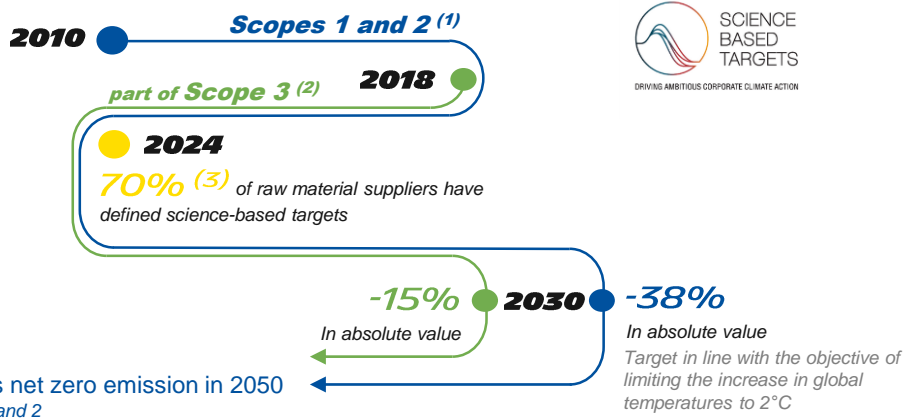 2010
Scopes 1 and 2 (1)
SCIENCE
BASED
TARGETS
DRIVING AMBITIOUS CORPORATE CLIMATE ACTION
2018
part of Scope 3 (2)
2024
70% (3) of raw material suppliers have
defined science-based targets
-15%
In absolute value
2030
-38%
In absolute value
Target in line with the objective of
limiting the increase in global
temperatures to 2°C
s net zero emission in 2050
and 2